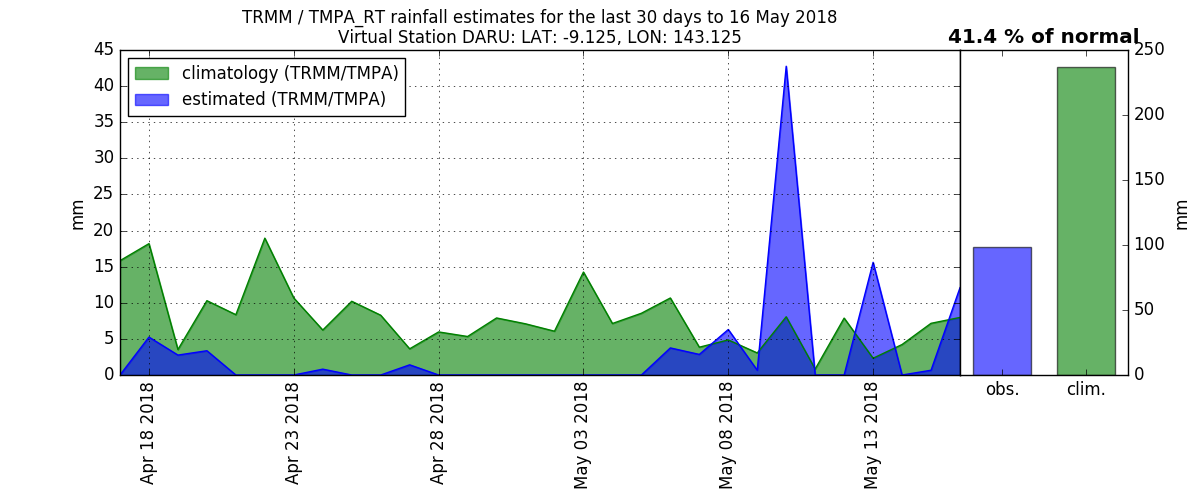 TRMM / TMPA_RT rainfall estimates for the last 30 days to 16 May 2018
Virtual Station DARU: LAT: -9.125, LON: 143.125
41.4 % of normal
climatology (TRMM/TMPA)
estimated (TRMM/TMPA)
mm
45
40
35
30
25
20
15
10
5
0
Apr 18 2018
Apr 23 2018
Apr 28 2018
May 03 2018
May 08 2018
May 13 2018
250
200
150
100
50
0
mm
obs.
clim.